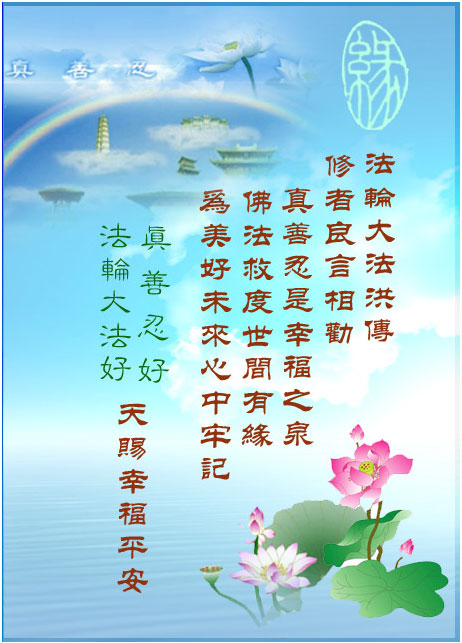 真善忍
緣
法輪大法洪傳
修者良言相勸
真善忍是幸福之泉
佛法救度世間有緣
爲美好未來心中牢記
眞善忍好
法輪大法好
天賜幸福平安